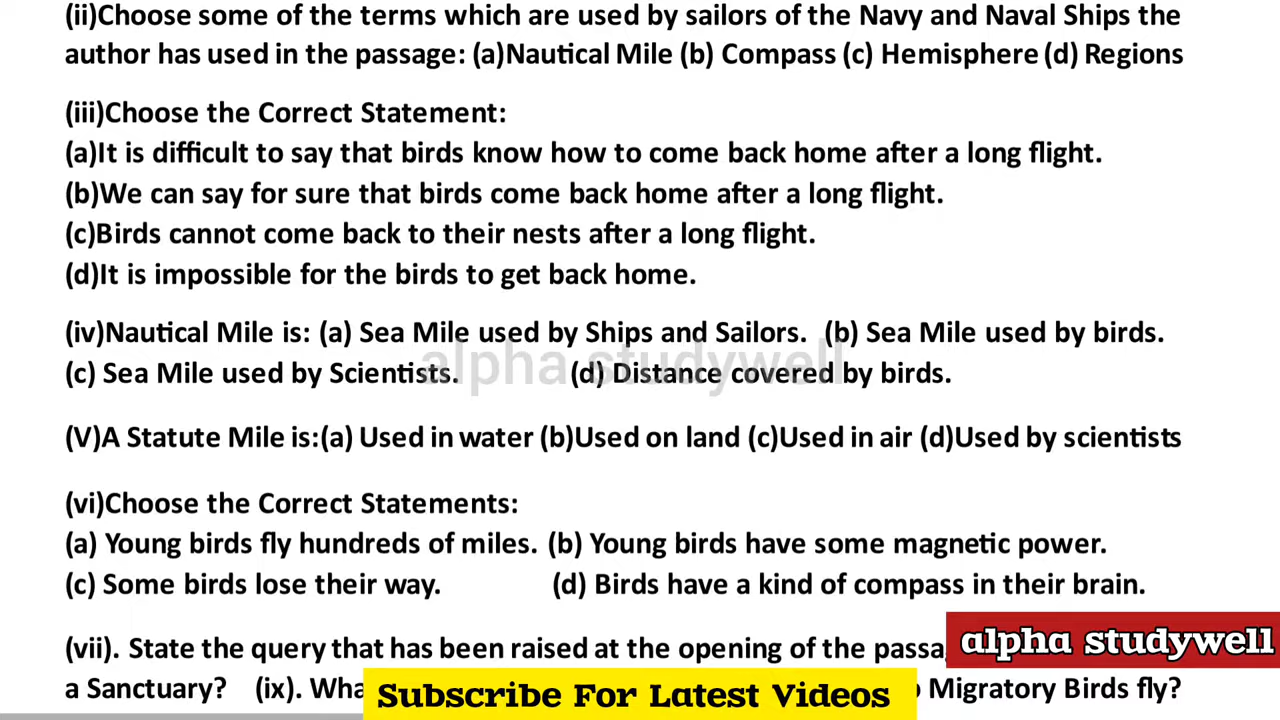 (ii)Choose some of the terms which are used by sailors of the Navy and Naval Ships the
author has used in the passage: (a)Nautical Mile (b) Compass (c) Hemisphere (d) Regions
(iii)Choose the Correct Statement:
(a)It is difficult to say that birds know how to come back home after a long flight.
(b)We can say for sure that birds come back home after a long flight.
(c)Birds cannot come back to their nests after a long flight.
(d)It is impossible for the birds to get back home.
(iv)Nautical Mile is: (a) Sea Mile used by Ships and Sailors. (b) Sea Mile used by birds.
alpha studywell
(c) Sea Mile used by Scientists. (d) Distance covered by birds.
(V)A Statute Mile is:(a) Used in water (b)Used on land (c)Used in air (d)Used by scientists
(vi)Choose the Correct Statements:
(a) Young birds fly hundreds of miles. (b) Young birds have some magnetic power.
(c) Some birds lose their way. (d) Birds have a kind of compass in their brain.
(vii). State the query that has been raised at the opening of the
alpha studywell
a Sanctuary? (ix). Migratory Birds fly?
Subscribe For Latest Videos